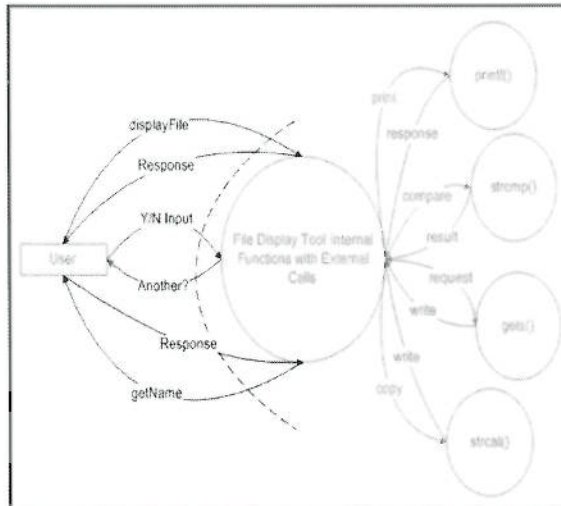 displayFile
Response
Y/N Input
User
Another?
Response
getName
File Display Tool Internal
Functions with External
Calls
print
response
compare
result
request
write
write
copy
printf()
strcmp()
gets()
strcat()